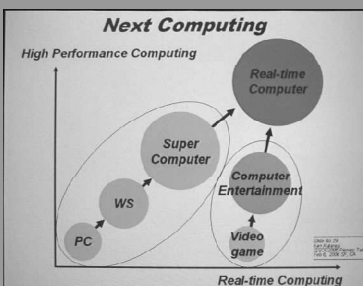 Next Computing
High Performance Computing
Real-time
Computer
Super
Computer
WS
Computer
Entertainment
PC
Video
game
Real-time Computing